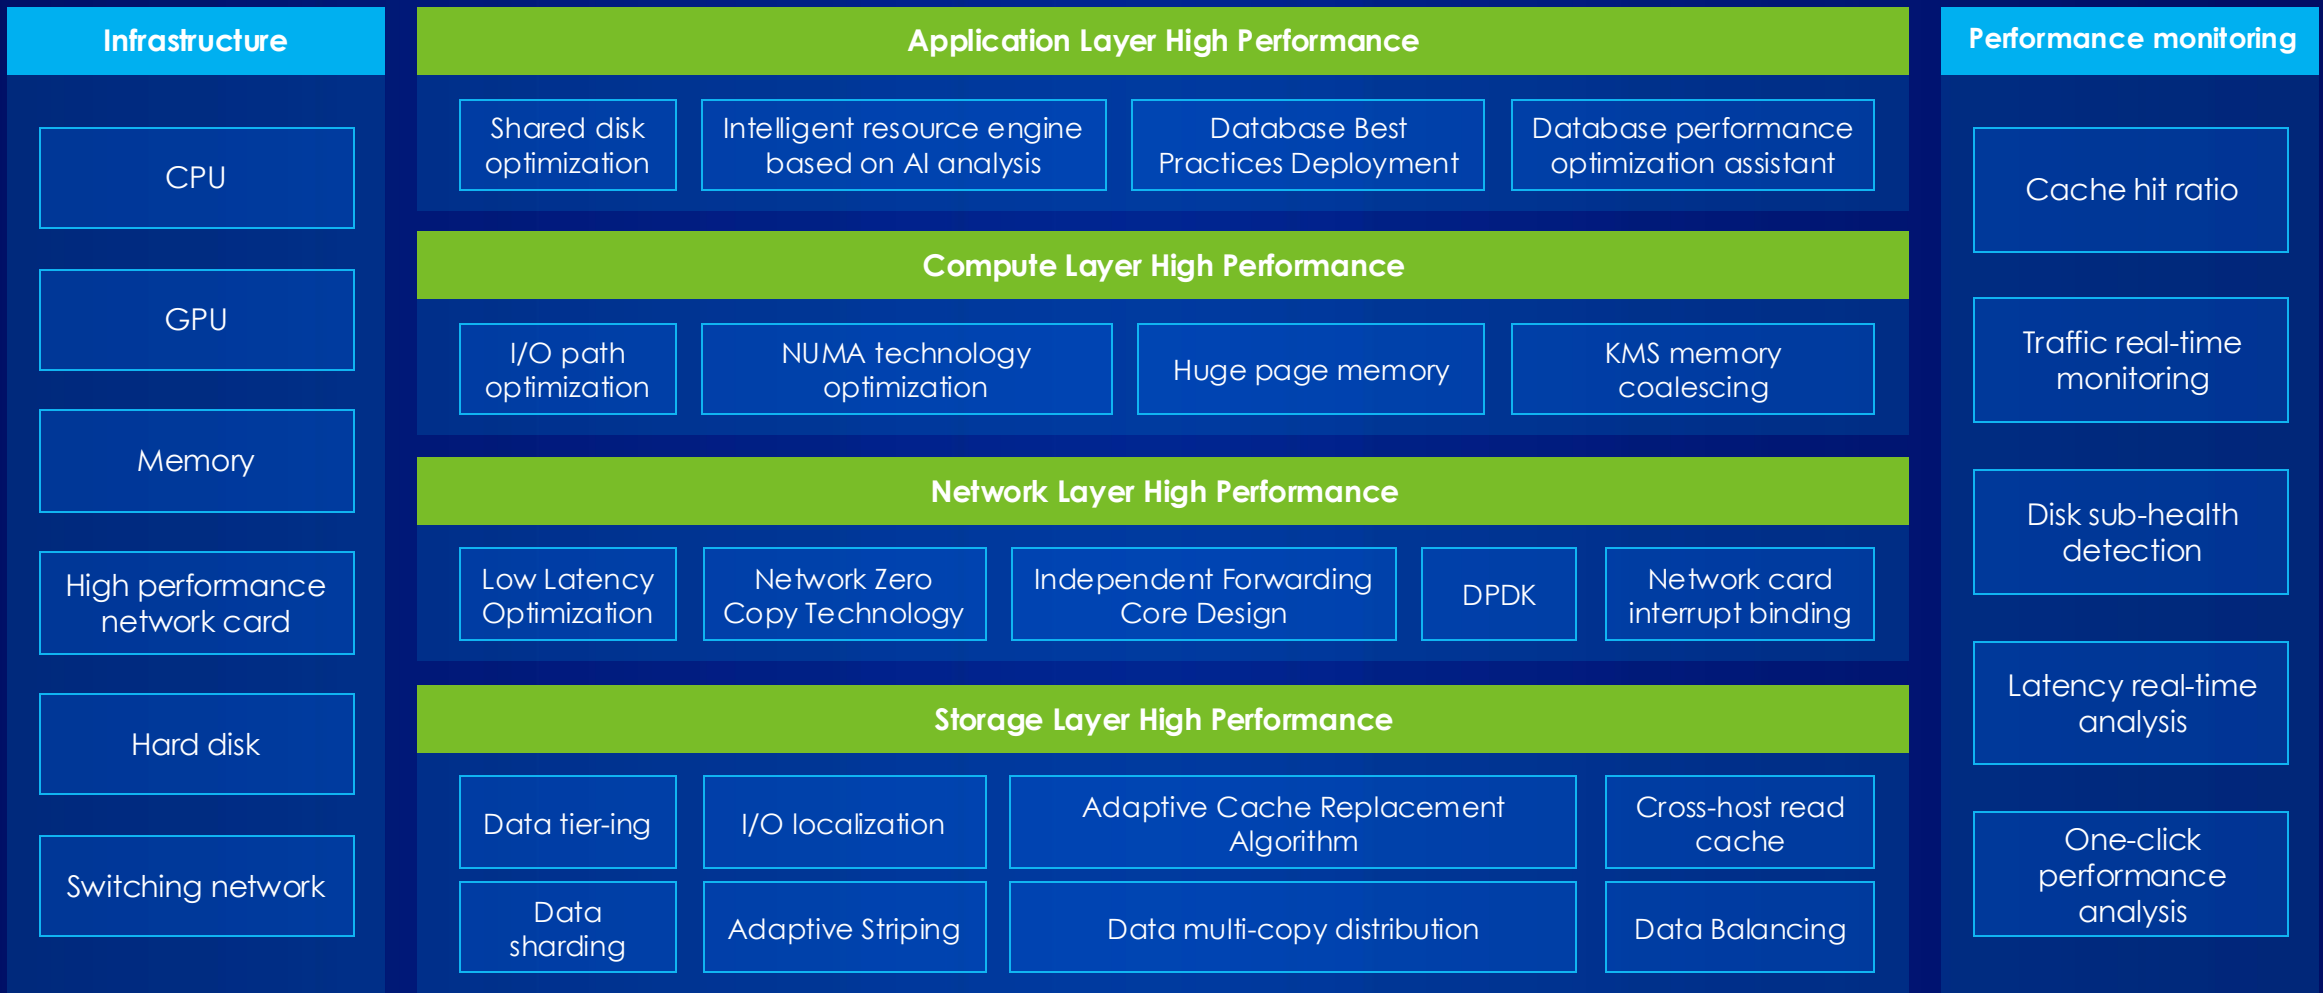 Infrastructure
CPU
GPU
Memory
High performance
network card
Hard disk
Switching network
Application Layer High Performance
Shared disk
optimization
Intelligent resource engine
based on AI analysis
Database Best
Practices Deployment
Database performance
optimization assistant
Compute Layer High Performance
I/O path
optimization
NUMA technology
optimization
Huge page memory
KMS memory
coalescing
Network Layer High Performance
Low Latency
Optimization
Network Zero
Copy Technology
Independent Forwarding
Core Design
DPDK
Network card
interrupt binding
Storage Layer High Performance
Data tier-ing
I/O localization
Adaptive Cache Replacement
Algorithm
Cross-host read
cache
Data
sharding
Adaptive Striping
Data multi-copy distribution
Data Balancing
Performance monitoring
Cache hit ratio
Traffic real-time
monitoring
Disk sub-health
detection
Latency real-time
analysis
One-click
performance
analysis